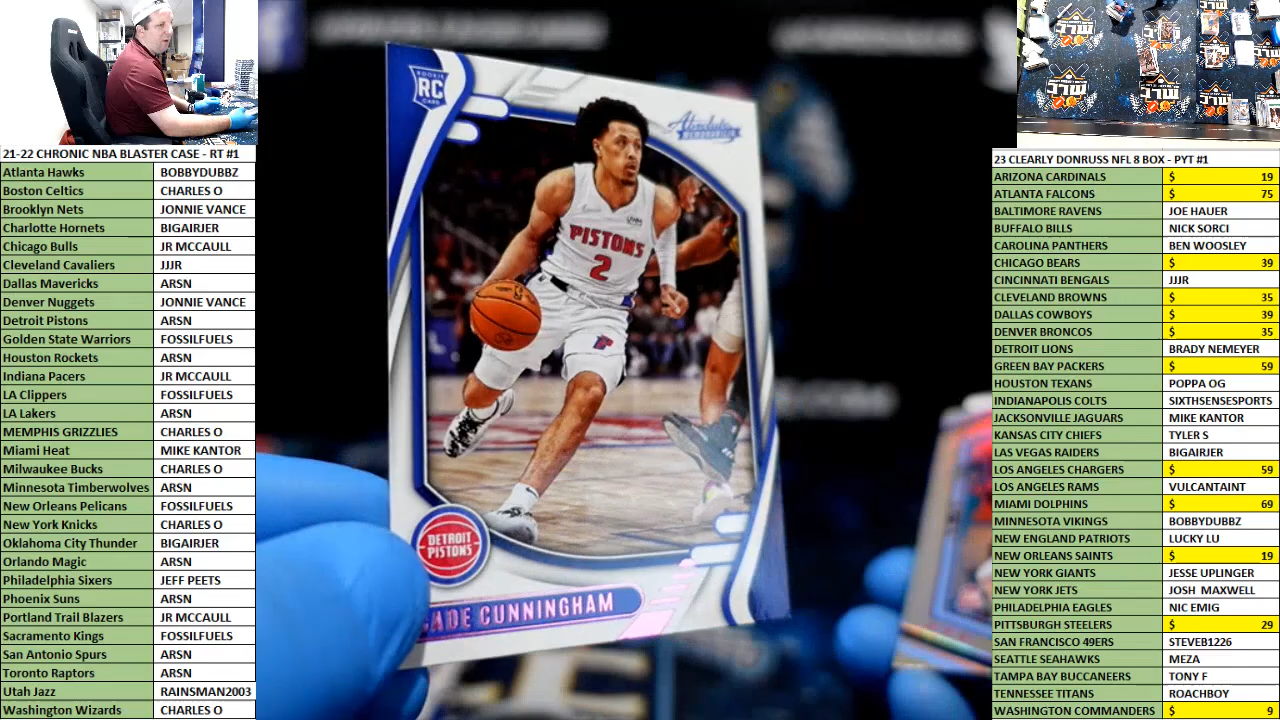 21-22 CHRONIC NBA BLASTER CASE - RT #1
Atlanta Hawks BOBBYDUBBZ
Boston Celtics CHARLES O
Brooklyn Nets JONNIE VANCE
Charlotte Hornets BIGAIRJER
Chicago Bulls JR MCCAULL
Cleveland Cavaliers JJJR
Dallas Mavericks ARSN
Denver Nuggets JONNIE VANCE
Detroit Pistons ARSN
Golden State Warriors FOSSILFUELS
Houston Rockets ARSN
Indiana Pacers JR MCCAULL
LA Clippers FOSSILFUELS
LA Lakers ARSN
MEMPHIS GRIZZLIES CHARLES O
Miami Heat MIKE KANTOR
Milwaukee Bucks CHARLES O
Minnesota Timberwolves ARSN
New Orleans Pelicans FOSSILFUELS
New York Knicks CHARLES O
Oklahoma City Thunder BIGAIRJER
Orlando Magic ARSN
Philadelphia Sixers JEFF PEETS
Phoenix Suns ARSN
Portland Trail Blazers JR MCCAULL
Sacramento Kings FOSSILFUELS
San Antonio Spurs ARSN
Toronto Raptors ARSN
Utah Jazz RAINSMAN2003
Washington Wizards CHARLES O
ROOKIE
RC
CARD
Absolute
MEMORABILIA
PISTONS
2
DETROIT
PISTONS
CADE CUNNINGHAM
23 CLEARLY DONRUSS NFL 8 BOX - PYT #1
ARIZONA CARDINALS $ 19
ATLANTA FALCONS $ 75
BALTIMORE RAVENS JOE HAUER
BUFFALO BILLS NICK SORCI
CAROLINA PANTHERS BEN WOOSLEY
CHICAGO BEARS $ 39
CINCINNATI BENGALS JJJR
CLEVELAND BROWNS $ 35
DALLAS COWBOYS $ 39
DENVER BRONCOS $ 35
DETROIT LIONS BRADY NEMEYER
GREEN BAY PACKERS $ 59
HOUSTON TEXANS POPPA OG
INDIANAPOLIS COLTS SIXTHSENSESPORTS
JACKSONVILLE JAGUARS MIKE KANTOR
KANSAS CITY CHIEFS TYLER S
LAS VEGAS RAIDERS BIGAIRJER
LOS ANGELES CHARGERS $ 59
LOS ANGELES RAMS VULCANTAINT
MIAMI DOLPHINS $ 69
MINNESOTA VIKINGS BOBBYDUBBZ
NEW ENGLAND PATRIOTS LUCKY LU
NEW ORLEANS SAINTS $ 19
NEW YORK GIANTS JESSE UPLINGER
NEW YORK JETS JOSH MAXWELL
PHILADELPHIA EAGLES NIC EMIG
PITTSBURGH STEELERS $ 29
SAN FRANCISCO 49ERS STEVEB1226
SEATTLE SEAHAWKS MEZA
TAMPA BAY BUCCANEERS TONY F
TENNESSEE TITANS ROACHBOY
WASHINGTON COMMANDERS $ 9